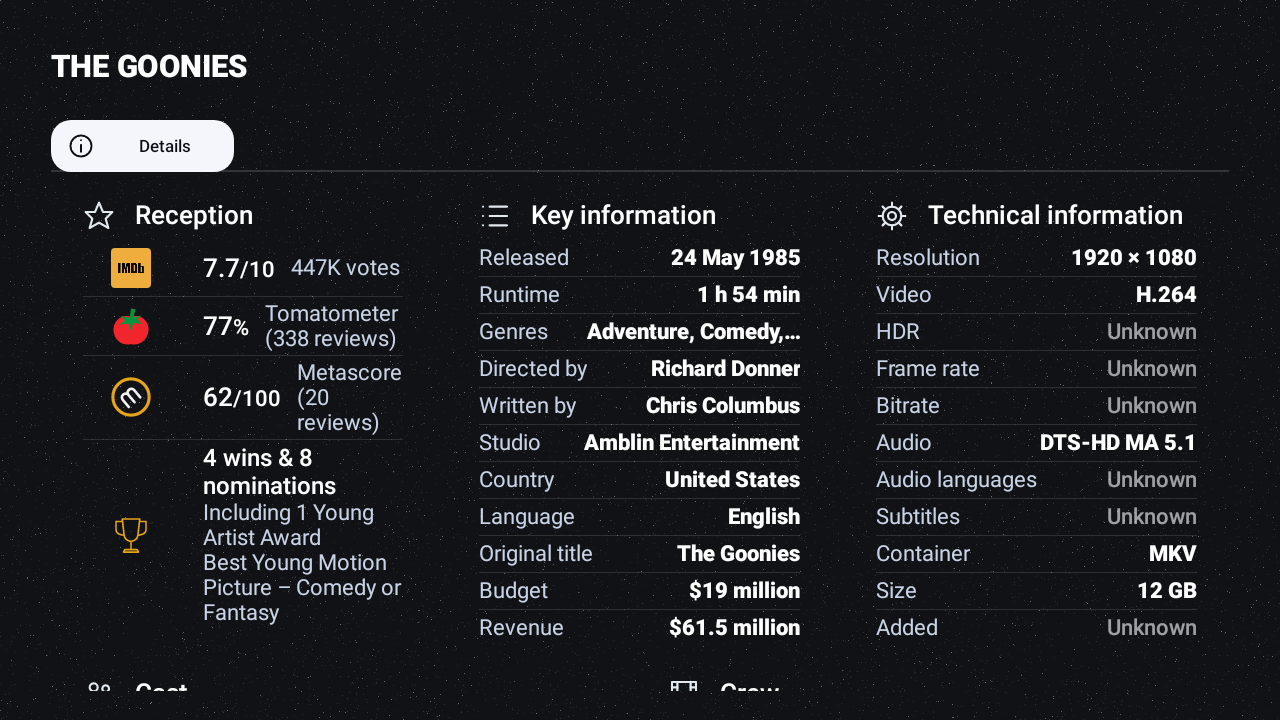 THE GOONIES
Details
Reception
IMDb
7.7/10 447K votes
77% Tomatometer
(338 reviews)
m
62/100 Metascore
(20
reviews)
4 wins & 8
nominations
Including 1 Young
Artist Award
Best Young Motion
Picture – Comedy or
Fantasy
Key information
Released 24 May 1985
Runtime 1 h 54 min
Genres Adventure, Comedy,...
Directed by Richard Donner
Written by Chris Columbus
Studio Amblin Entertainment
Country United States
Language English
Original title The Goonies
Budget $19 million
Revenue $61.5 million
Technical information
Resolution 1920 × 1080
Video H.264
HDR Unknown
Frame rate Unknown
Bitrate Unknown
Audio DTS-HD MA 5.1
Audio languages Unknown
Subtitles Unknown
Container MKV
Size 12 GB
Added Unknown
Cast
Crew